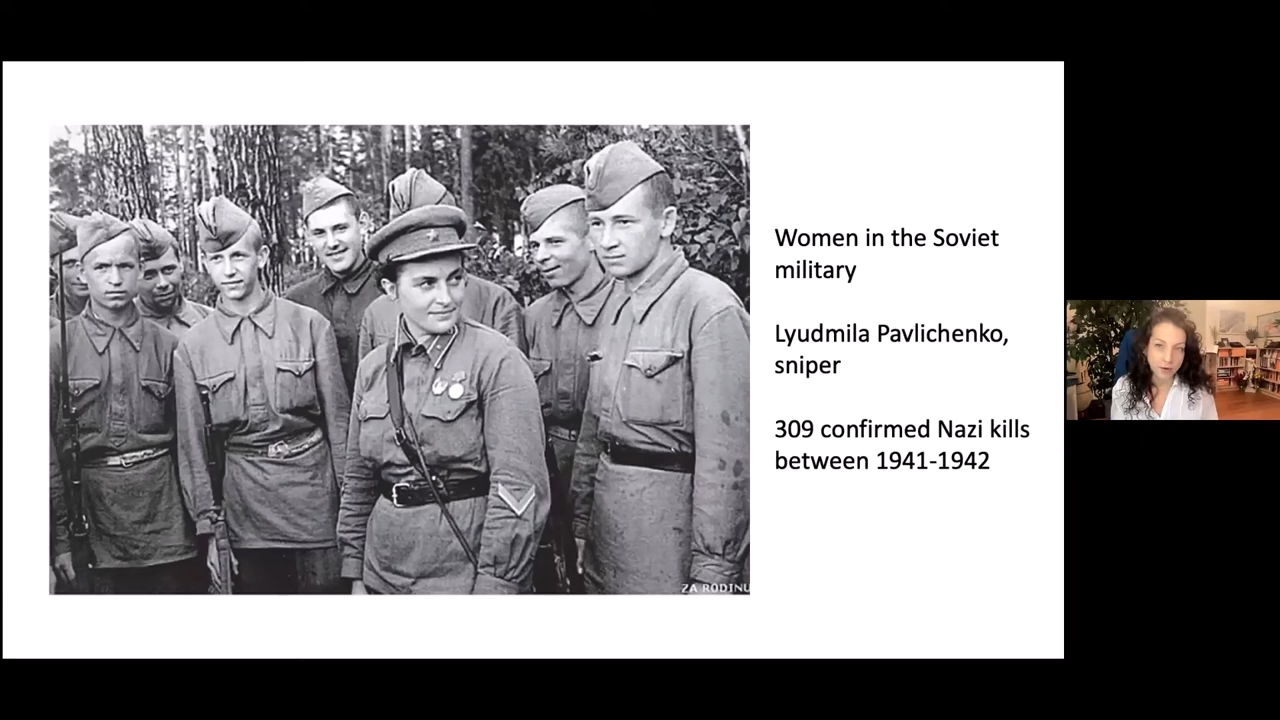 Women in the Soviet
military
Lyudmila Pavlichenko,
sniper
309 confirmed Nazi kills
between 1941-1942
ZA RODINU